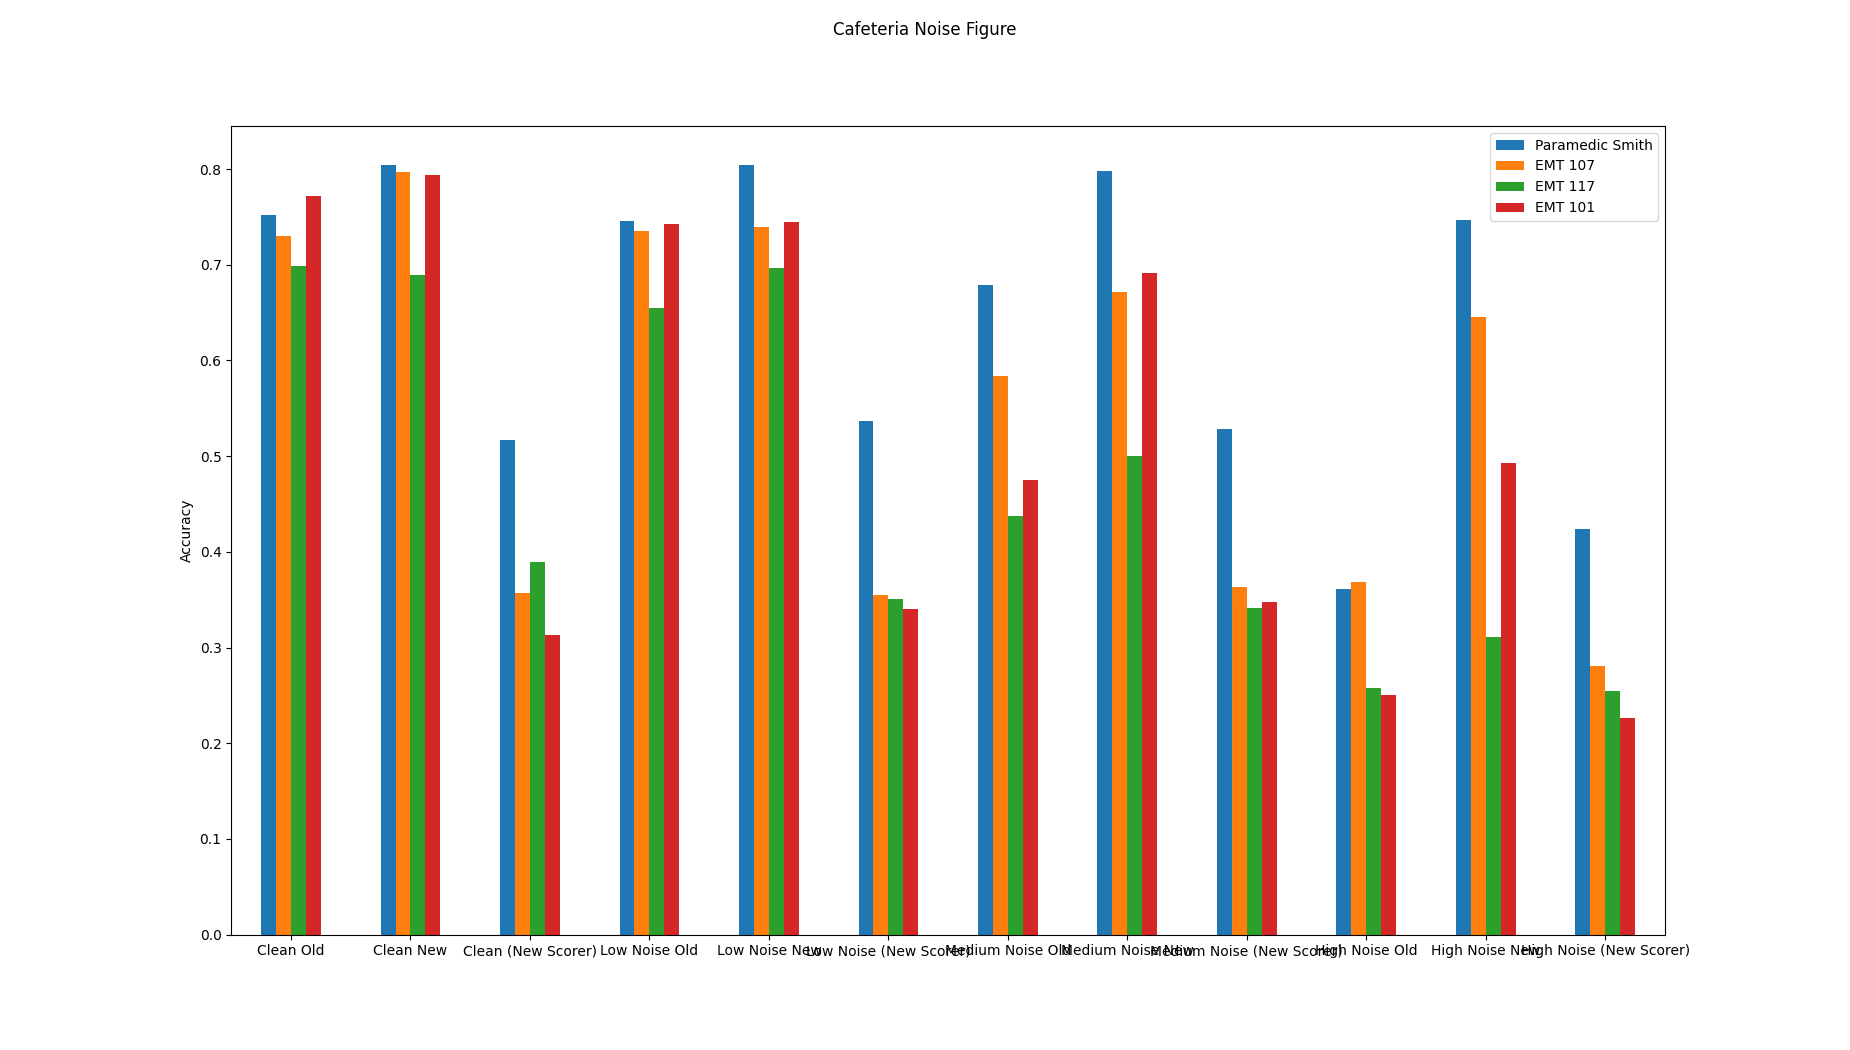 Cafeteria Noise Figure
Paramedic Smith
EMT 107
EMT 117
EMT 101
Accuracy
0.8
0.7
0.6
0.5
0.4
0.3
0.2
0.1
0.0
Clean Old
Clean New
Clean (New Scorer)
Low Noise Old
Low Noise New
Low Noise (New Scorer)
Medium Noise Old
Medium Noise New
Medium Noise (New Scorer)
High Noise Old
High Noise New
High Noise (New Scorer)